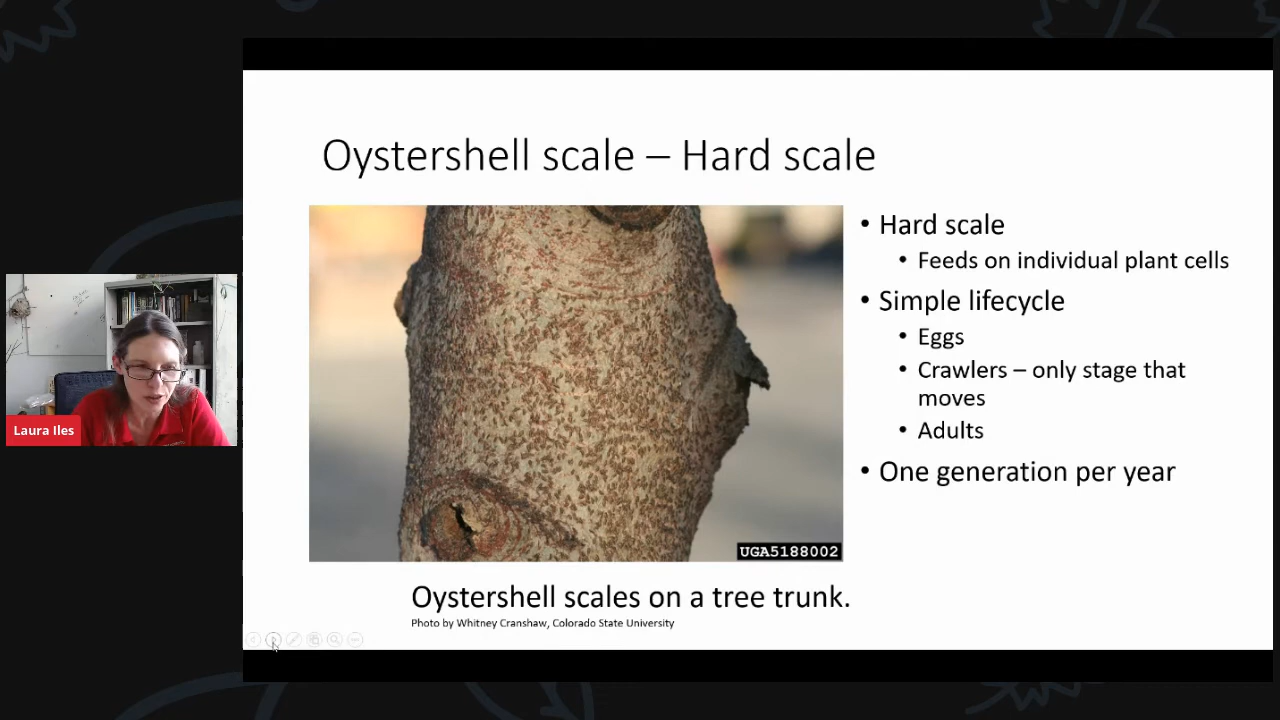 Oystershell scale – Hard scale
• Hard scale
• Feeds on individual plant cells
• Simple lifecycle
• Eggs
• Crawlers – only stage that
moves
• Adults
• One generation per year
UGA5188002
Oystershell scales on a tree trunk.
Photo by Whitney Cranshaw, Colorado State University
Laura Iles